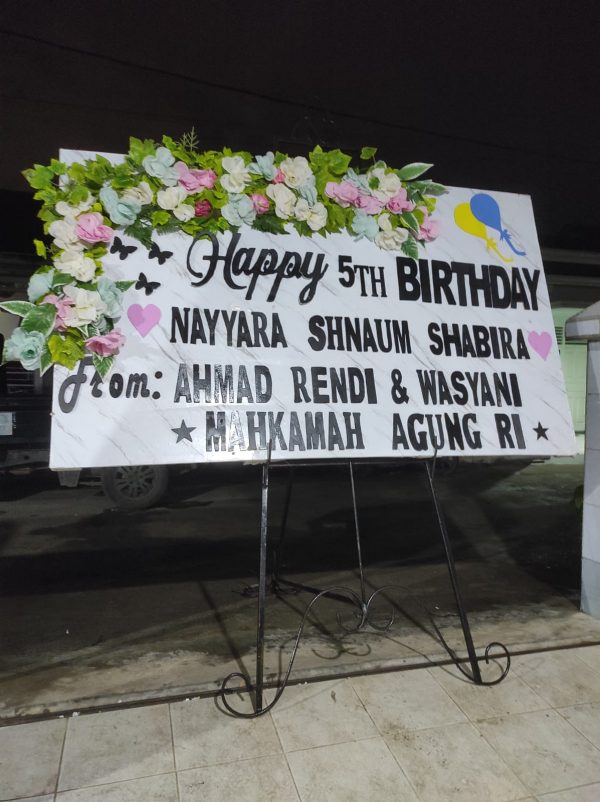 Happy 5TH BIRTHDAY
NAYYARA SHNAUM SHABIRA
From: AHMAD RENDI & WASYANI
MAHKAMAH AGUNG RI